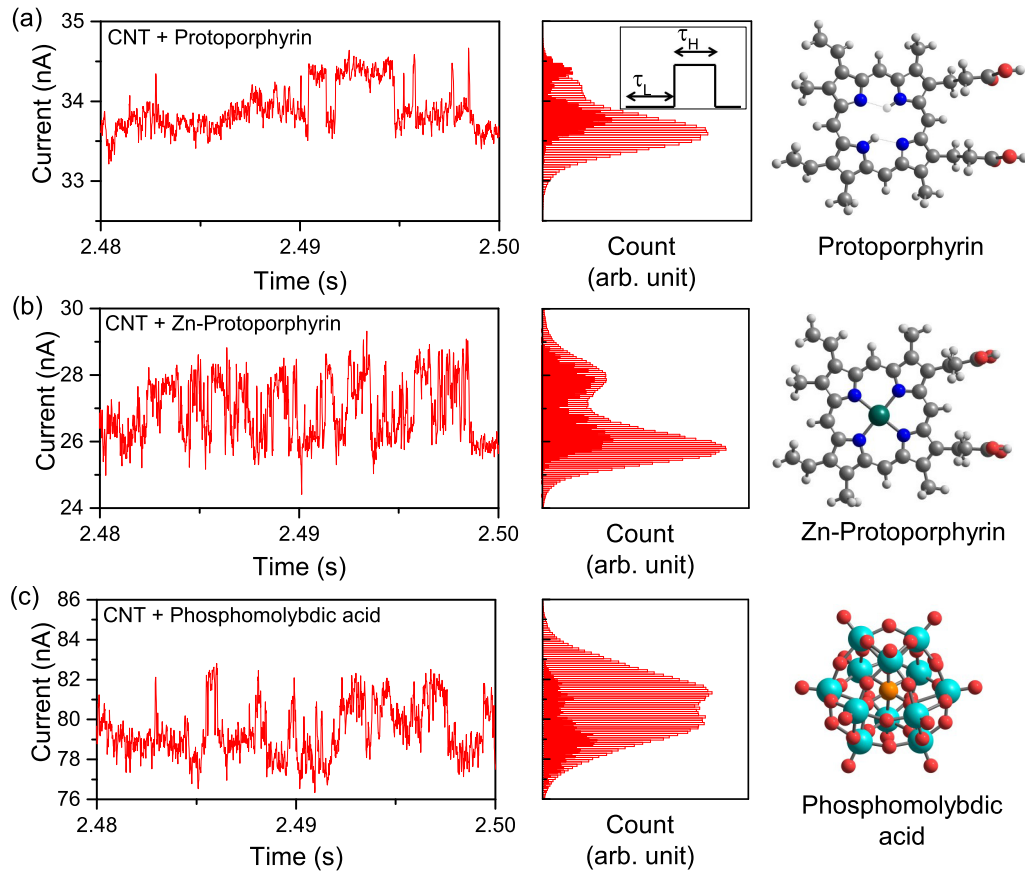 (a)
CNT + Protoporphyrin
Current (nA)
35
34
33
2.48
2.49
2.50
Time (s)
τH
τL
Count
(arb. unit)
Protoporphyrin
(b)
CNT + Zn-Protoporphyrin
Current (nA)
30
28
26
24
2.48
2.49
2.50
Time (s)
Count
(arb. unit)
Zn-Protoporphyrin
(c)
CNT + Phosphomolybdic acid
Current (nA)
86
84
82
80
78
76
2.48
2.49
2.50
Time (s)
Count
(arb. unit)
Phosphomolybdic
acid